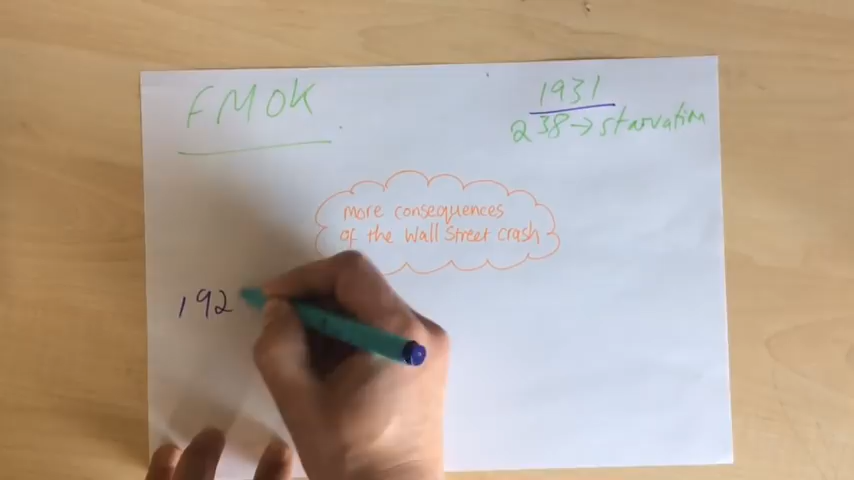 FMOK
1931
238 → starvation
more consequences
of the Wall Street crash
192